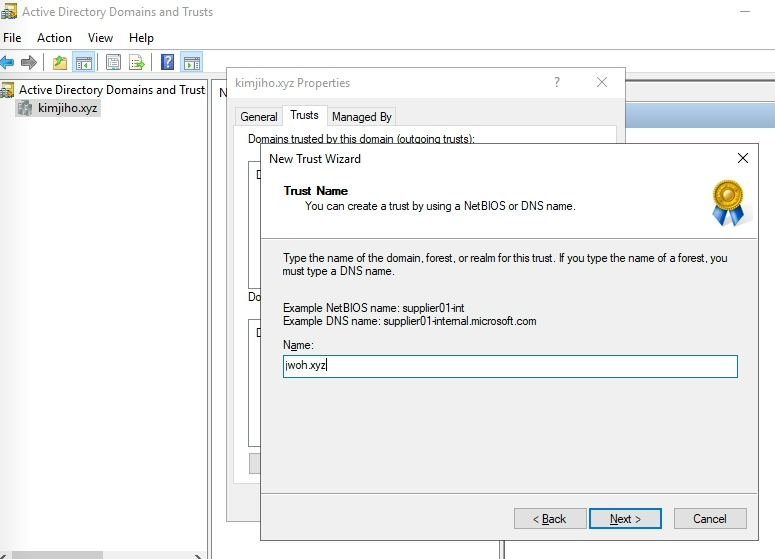 Active Directory Domains and Trusts
File Action View Help
Active Directory Domains and Trust
kimjiho.xyz
N
kimjiho.xyz Properties
?
General Trusts Managed By
Domains trusted by this domain (outgoing trusts):
Do
New Trust Wizard
Trust Name
You can create a trust by using a NetBIOS or DNS name.
Type the name of the domain, forest, or realm for this trust. If you type the name of a forest, you
must type a DNS name.
Example NetBIOS name: supplier01-int
Example DNS name: supplier01-internal.microsoft.com
Name:
jwoh.xyz
< Back Next > Cancel